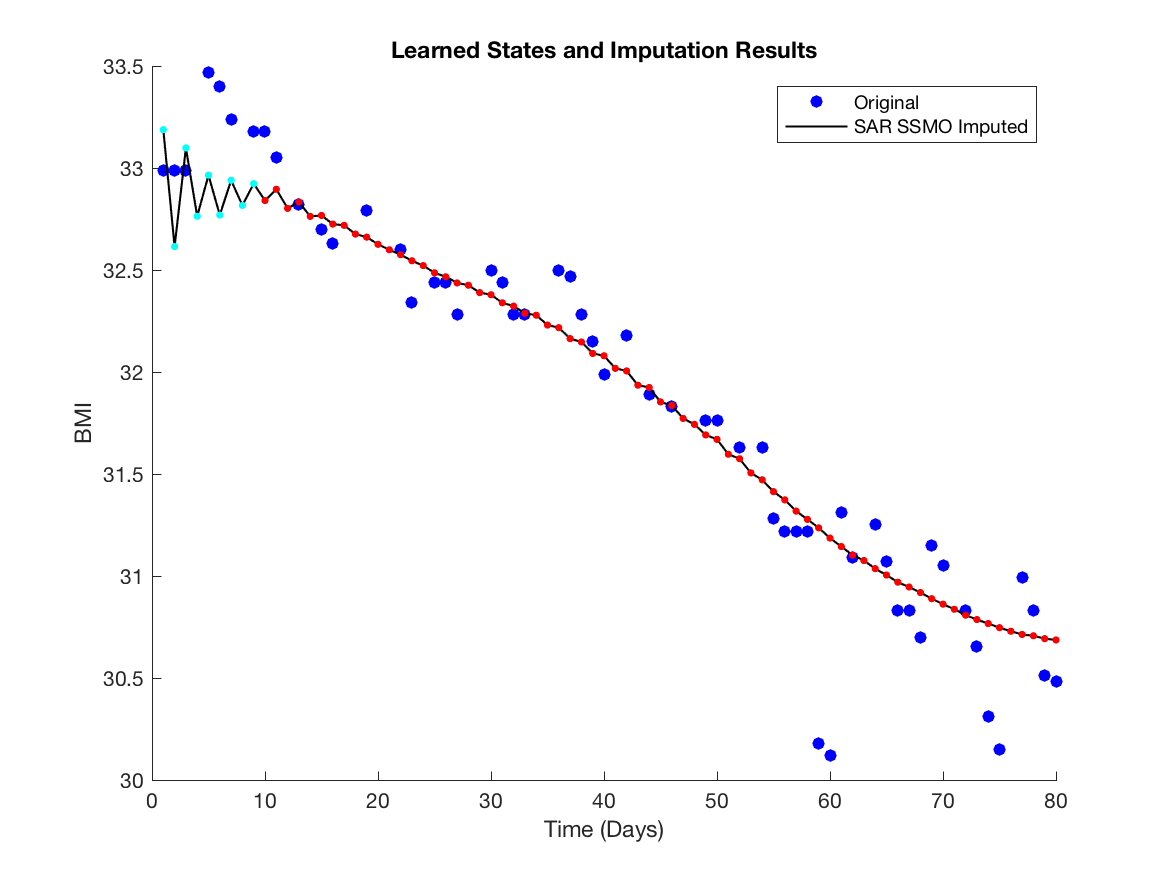 Learned States and Imputation Results
Original
SAR SSMO Imputed
33.5
33
32.5
32
31.5
31
30.5
30
BMI
0 10 20 30 40 50 60 70 80
Time (Days)